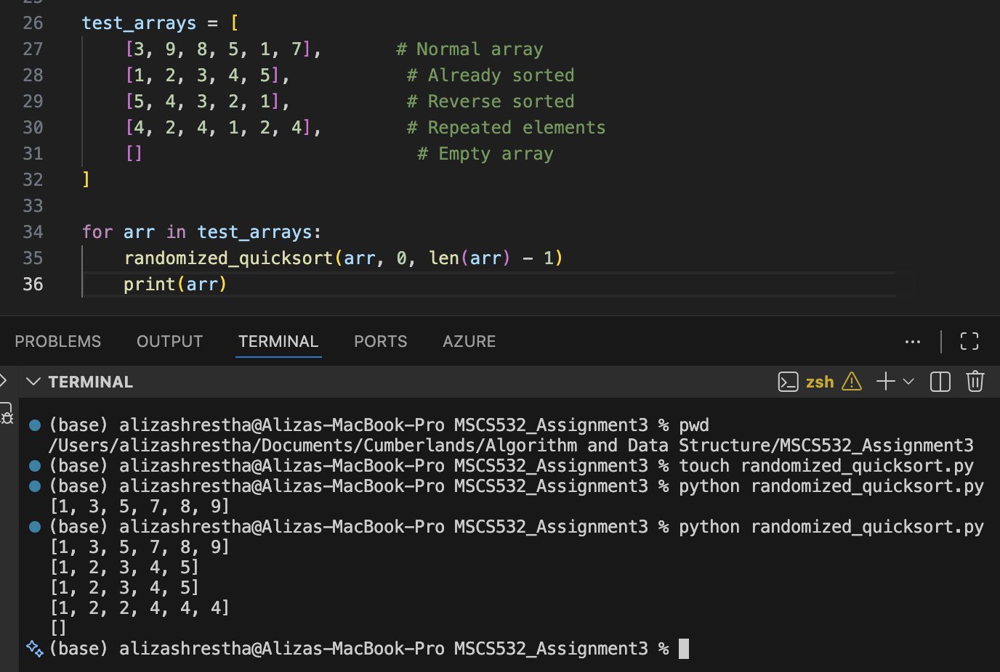 25
26 test_arrays = [
27 [3, 9, 8, 5, 1, 7], # Normal array
28 [1, 2, 3, 4, 5], # Already sorted
29 [5, 4, 3, 2, 1], # Reverse sorted
30 [4, 2, 4, 1, 2, 4], # Repeated elements
31 [] # Empty array
32 ]
33
34 for arr in test_arrays:
35 randomized_quicksort(arr, 0, len(arr) - 1)
36 print(arr)
PROBLEMS OUTPUT TERMINAL PORTS AZURE
TERMINAL zsh
(base) alizashrestha@Alizas-MacBook-Pro MSCS532_Assignment3 % pwd
/Users/alizashrestha/Documents/Cumberlands/Algorithm and Data Structure/MSCS532_Assignment3
(base) alizashrestha@Alizas-MacBook-Pro MSCS532_Assignment3 % touch randomized_quicksort.py
(base) alizashrestha@Alizas-MacBook-Pro MSCS532_Assignment3 % python randomized_quicksort.py
[1, 3, 5, 7, 8, 9]
(base) alizashrestha@Alizas-MacBook-Pro MSCS532_Assignment3 % python randomized_quicksort.py
[1, 3, 5, 7, 8, 9]
[1, 2, 3, 4, 5]
[1, 2, 3, 4, 5]
[1, 2, 2, 4, 4, 4]
[]
(base) alizashrestha@Alizas-MacBook-Pro MSCS532_Assignment3 %